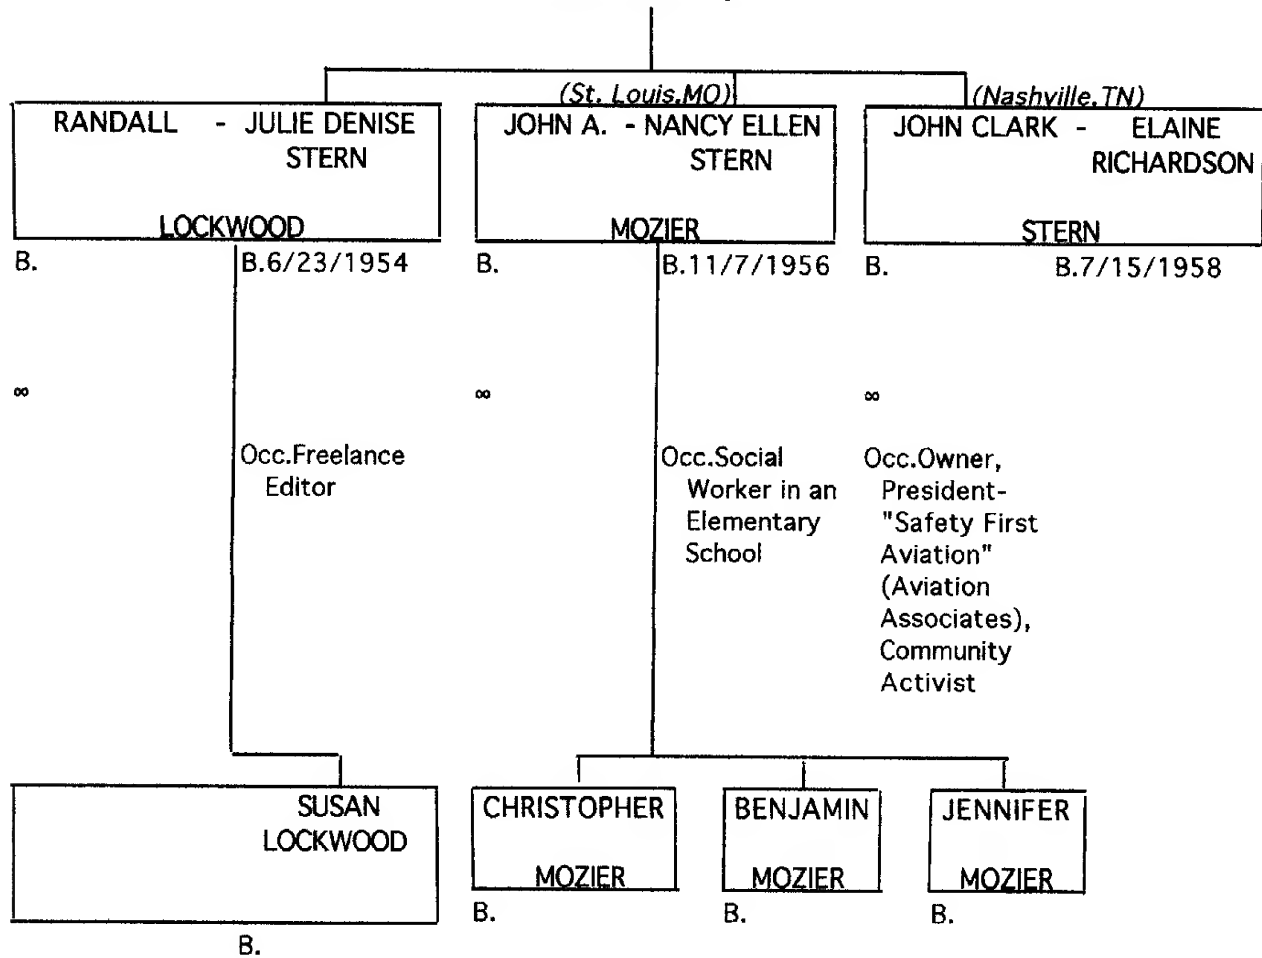 (St. Louis,MO)
(Nashville,TN)
RANDALL - JULIE DENISE
STERN
LOCKWOOD
JOHN A. - NANCY ELLEN
STERN
MOZIER
JOHN CLARK - ELAINE
RICHARDSON
STERN
B.
B.6/23/1954
B.
B.11/7/1956
B.
B.7/15/1958
∞
∞
∞
Occ.Freelance
Editor
Occ.Social
Worker in an
Elementary
School
Occ.Owner,
President-
"Safety First
Aviation"
(Aviation
Associates),
Community
Activist
SUSAN
LOCKWOOD
B.
CHRISTOPHER
MOZIER
B.
BENJAMIN
MOZIER
B.
JENNIFER
MOZIER
B.